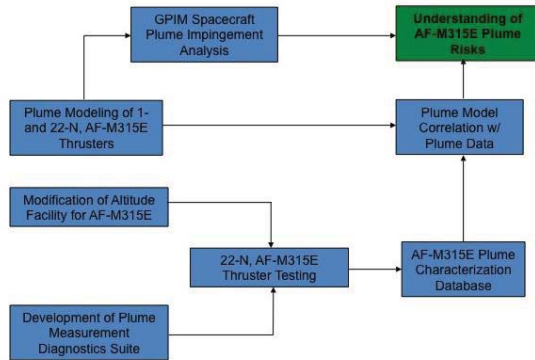 GPIM Spacecraft
Plume Impingement
Analysis
Understanding of
AF-M315E Plume
Risks
Plume Modeling of 1-
and 22-N, AF-M315E
Thrusters
Plume Model
Correlation w/
Plume Data
Modification of Altitude
Facility for AF-M315E
22-N, AF-M315E
Thruster Testing
AF-M315E Plume
Characterization
Database
Development of Plume
Measurement
Diagnostics Suite